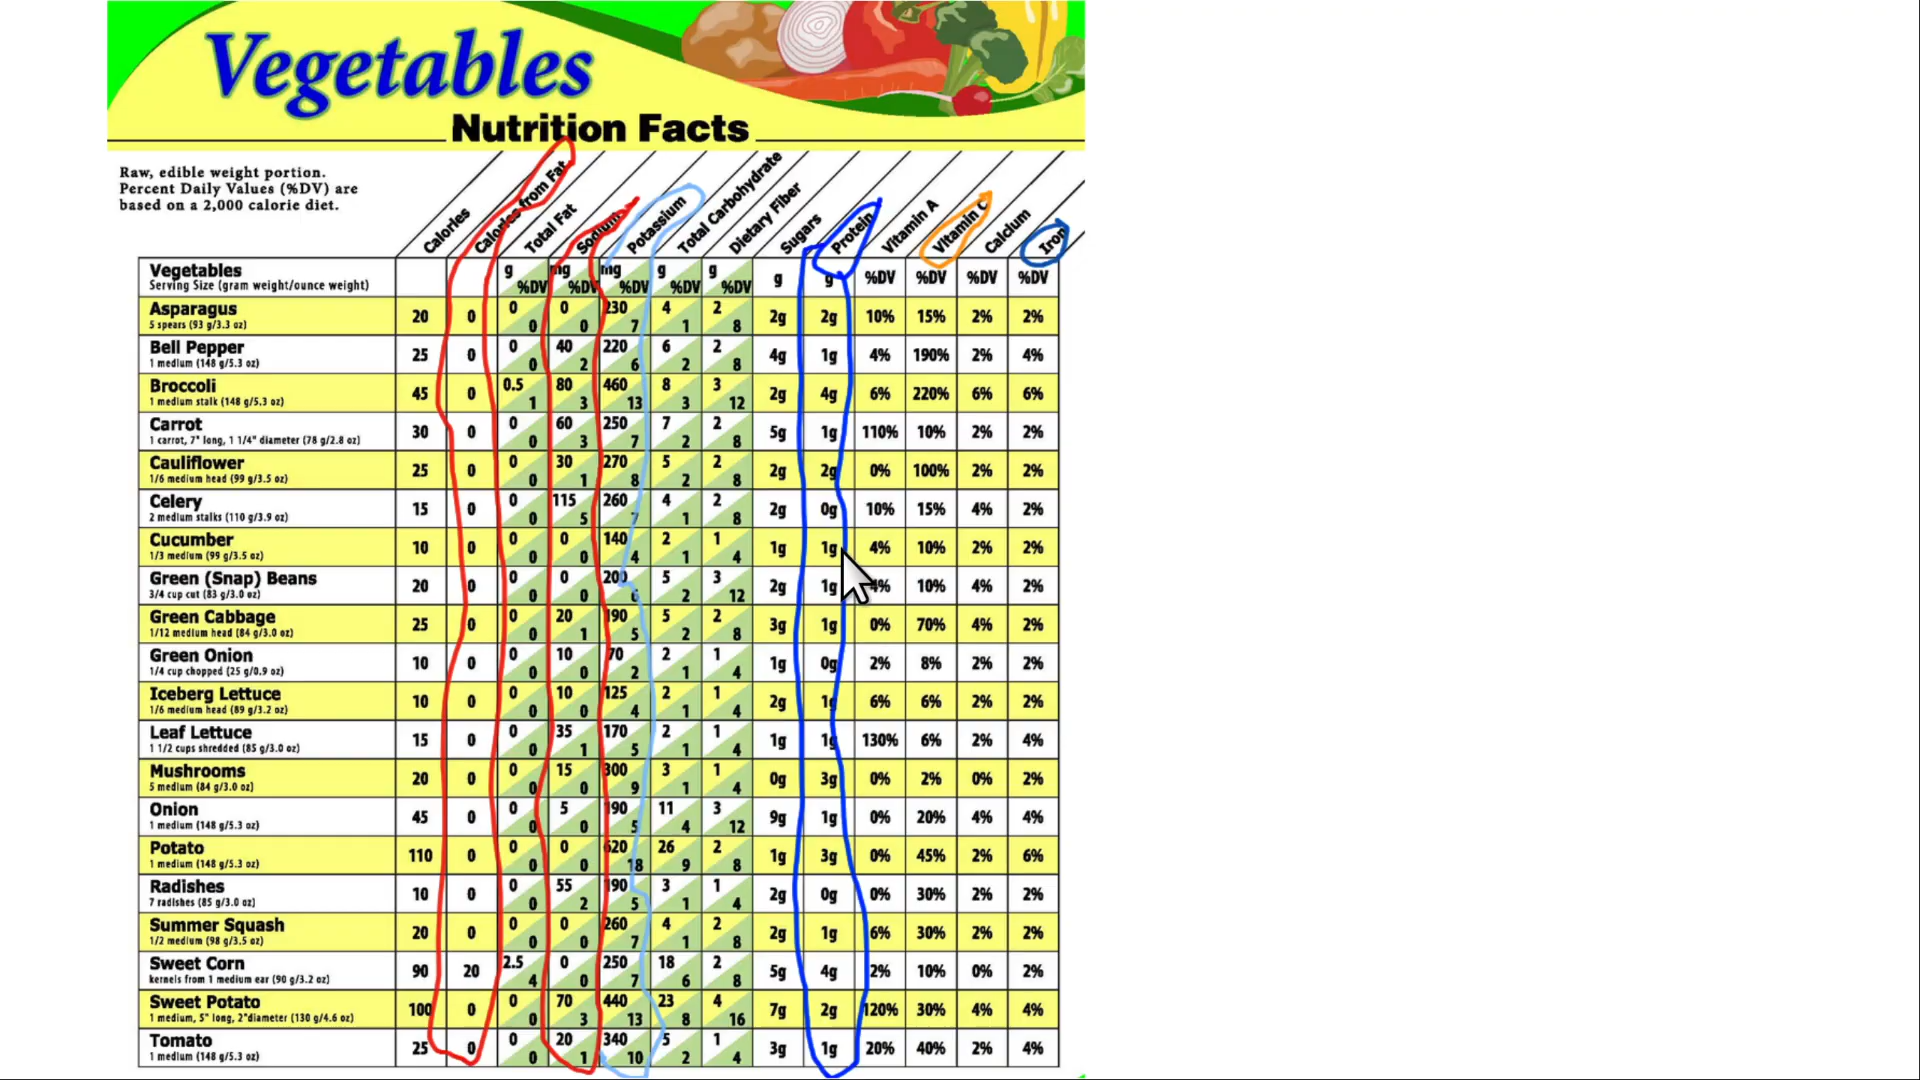 Vegetables
Nutrition Facts
Raw, edible weight portion.
Percent Daily Values (%DV) are
based on a 2,000 calorie diet.
Calories Calories from Fat Total Fat Sodium Potassium Total Carbohydrate Dietary Fiber Sugars Protein Vitamin A Vitamin C Calcium Iron
Vegetables g mg mg g g
Serving Size (gram weight/ounce weight) %DV %DV %DV %DV %DV g g %DV %DV %DV %DV
Asparagus 20 0 0 0 230 4 2 2g 2g 10% 15% 2% 2%
5 spears (93 g/3.3 oz) 0 0 7 1 8
Bell Pepper 25 0 0 40 220 6 2 4g 1g 4% 190% 2% 4%
1 medium (148 g/5.3 oz) 0 2 6 2 8
Broccoli 45 0 0.5 80 460 8 3 2g 4g 6% 220% 6% 6%
1 medium stalk (148 g/5.3 oz) 1 3 13 3 12
Carrot 30 0 0 60 250 7 2 5g 1g 110% 10% 2% 2%
1 carrot, 7" long, 1 1/4" diameter (78 g/2.8 oz) 0 3 7 2 8
Cauliflower 25 0 0 30 270 5 2 2g 2g 0% 100% 2% 2%
1/6 medium head (99 g/3.5 oz) 0 1 8 2 8
Celery 15 0 0 115 260 4 2 2g 0g 10% 15% 4% 2%
2 medium stalks (110 g/3.9 oz) 0 5 7 1 8
Cucumber 10 0 0 0 140 2 1 1g 1g 4% 10% 2% 2%
1/3 medium (99 g/3.5 oz) 0 0 4 1 4
Green (Snap) Beans 20 0 0 0 200 5 3 2g 1g 4% 10% 4% 2%
3/4 cup cut (83 g/3.0 oz) 0 0 6 2 12
Green Cabbage 25 0 0 20 190 5 2 3g 1g 0% 70% 4% 2%
1/12 medium head (84 g/3.0 oz) 0 1 5 2 8
Green Onion 10 0 0 10 70 2 1 1g 0g 2% 8% 2% 2%
1/4 cup chopped (25 g/0.9 oz) 0 0 2 1 4
Iceberg Lettuce 10 0 0 10 125 2 1 2g 1g 6% 6% 2% 2%
1/6 medium head (89 g/3.2 oz) 0 0 4 1 4
Leaf Lettuce 15 0 0 35 170 2 1 1g 1g 130% 6% 2% 4%
1 1/2 cups shredded (85 g/3.0 oz) 0 1 5 1 4
Mushrooms 20 0 0 15 300 3 1 0g 3g 0% 2% 0% 2%
5 medium (84 g/3.0 oz) 0 0 9 1 4
Onion 45 0 0 5 190 11 3 9g 1g 0% 20% 4% 4%
1 medium (148 g/5.3 oz) 0 0 5 4 12
Potato 110 0 0 0 620 26 2 1g 3g 0% 45% 2% 6%
1 medium (148 g/5.3 oz) 0 0 18 9 8
Radishes 10 0 0 55 190 3 1 2g 0g 0% 30% 2% 2%
7 radishes (85 g/3.0 oz) 0 2 5 1 4
Summer Squash 20 0 0 0 260 4 2 2g 1g 6% 30% 2% 2%
1/2 medium (98 g/3.5 oz) 0 0 7 1 8
Sweet Corn 90 20 2.5 0 250 18 2 5g 4g 2% 10% 0% 2%
kernels from 1 medium ear (90 g/3.2 oz) 4 0 7 6 8
Sweet Potato 100 0 0 70 440 23 4 7g 2g 120% 30% 4% 4%
1 medium, 5" long, 2"diameter (130 g/4.6 oz) 0 3 13 8 16
Tomato 25 0 0 20 340 5 1 3g 1g 20% 40% 2% 4%
1 medium (148 g/5.3 oz) 0 1 10 2 4